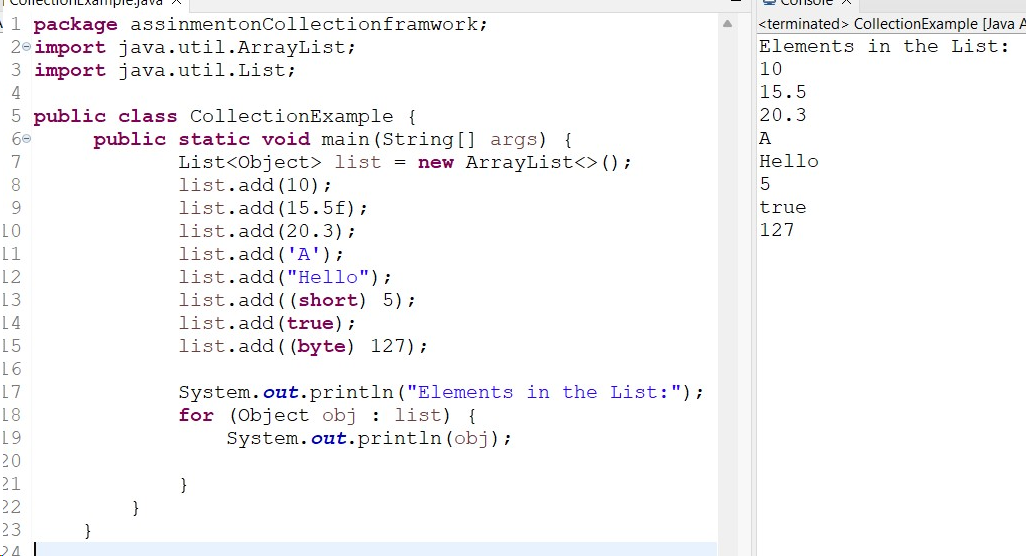 CollectionExample.java
1 package assinmentonCollectionframwork;
2 import java.util.ArrayList;
3 import java.util.List;
4
5 public class CollectionExample {
6 public static void main(String[] args) {
7 List<Object> list = new ArrayList<>();
8 list.add(10);
9 list.add(15.5f);
10 list.add(20.3);
11 list.add('A');
12 list.add("Hello");
13 list.add((short) 5);
14 list.add(true);
15 list.add((byte) 127);
16
17 System.out.println("Elements in the List:");
18 for (Object obj : list) {
19 System.out.println(obj);
20
21 }
22 }
23 }
24
Console
<terminated> CollectionExample [Java A
Elements in the List:
10
15.5
20.3
A
Hello
5
true
127